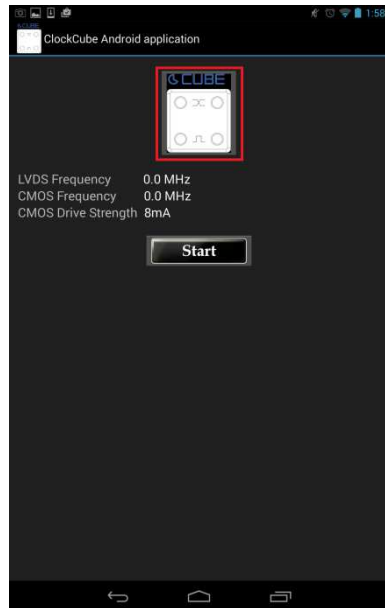 1:58
ClockCube Android application
CUBE
LVDS Frequency 0.0 MHz
CMOS Frequency 0.0 MHz
CMOS Drive Strength 8mA
Start